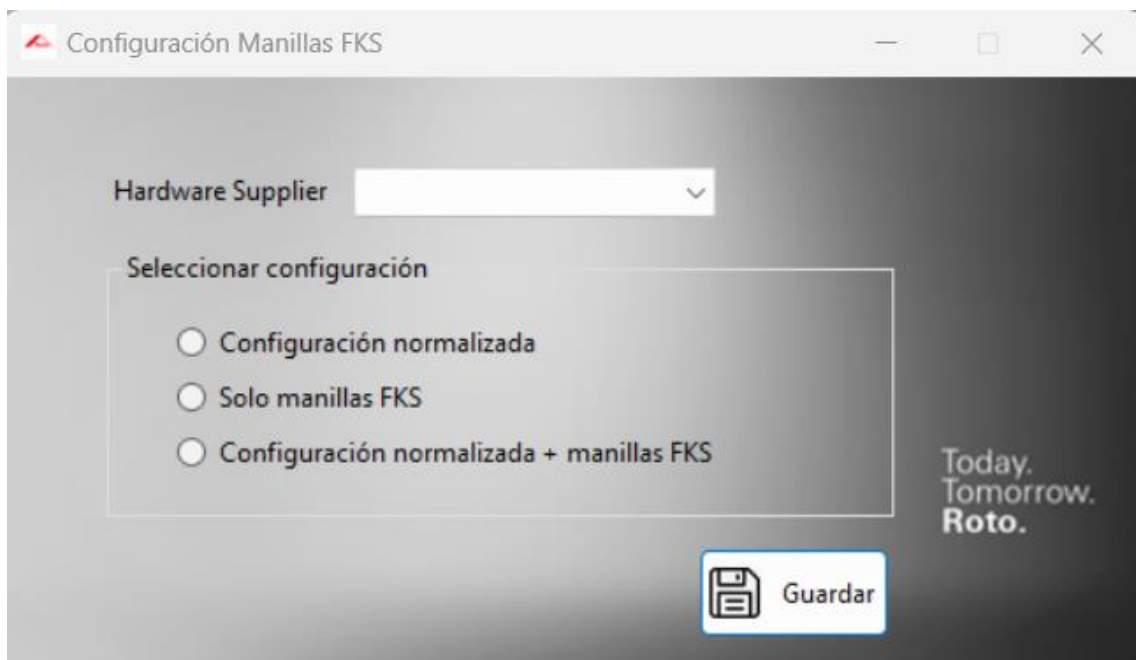 Configuración Manillas FKS
Hardware Supplier
Seleccionar configuración
Configuración normalizada
Solo manillas FKS
Configuración normalizada + manillas FKS
Today.
Tomorrow.
Roto.
Guardar